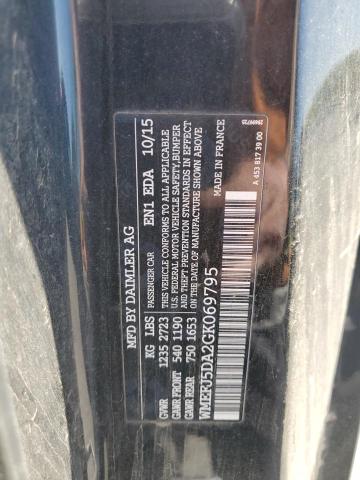 MFD BY DAIMLER AG
KG LBS PASSENGER CAR EN1 EDA 10/15
GVWR 1235 2723 THIS VEHICLE CONFORMS TO ALL APPLICABLE
GAWR FRONT 540 1190 U.S. FEDERAL MOTOR VEHICLE SAFETY, BUMPER
GAWR REAR 750 1653 AND THEFT PREVENTION STANDARDS IN EFFECT
ON THE DATE OF MANUFACTURE SHOWN ABOVE
WMEEJ5DA2GK069795 MADE IN FRANCE
A 453 817 39 00